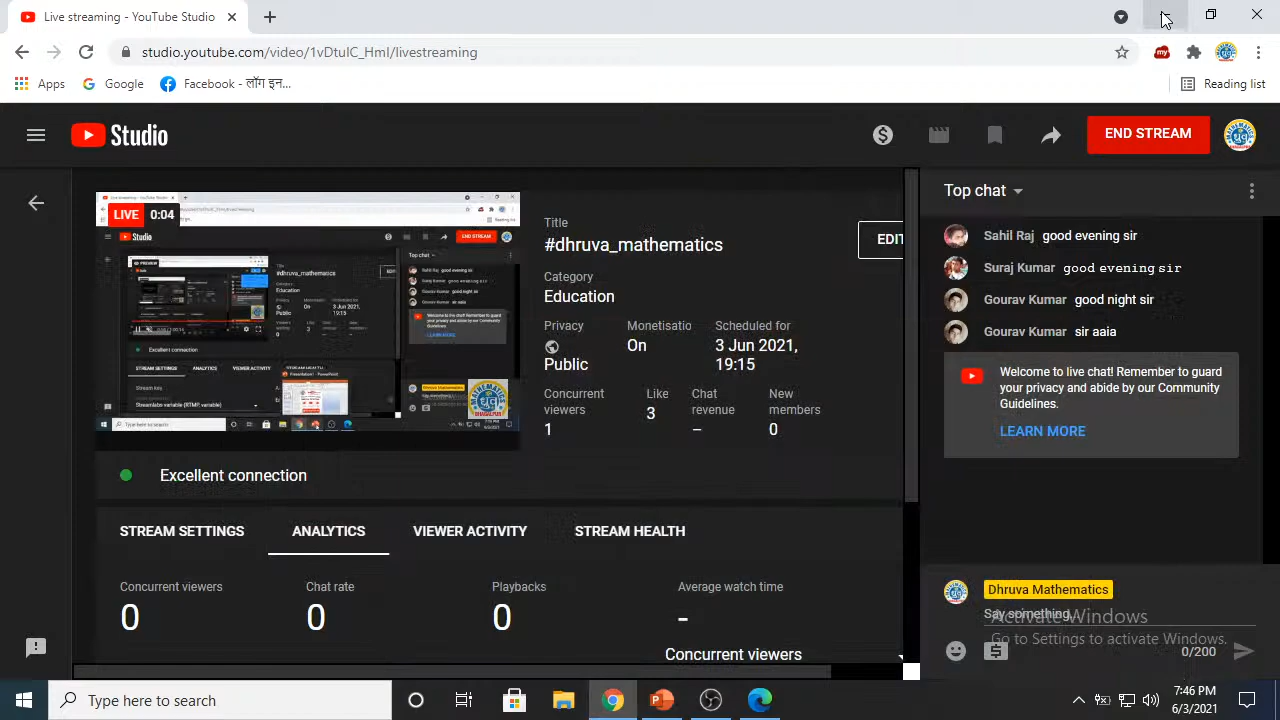 Live streaming - YouTube Studio
studio.youtube.com/video/1vDtulC_HmI/livestreaming
Apps
Google
Facebook - लॉग इन...
Reading list
Studio
END STREAM
LIVE 0:04
Title
#dhruva_mathematics
EDIT
Category
Education
Privacy
Public
Monetisatio
On
Scheduled for
3 Jun 2021,
19:15
Concurrent
viewers
1
Like
3
Chat
revenue
–
New
members
0
Excellent connection
STREAM SETTINGS
ANALYTICS
VIEWER ACTIVITY
STREAM HEALTH
Concurrent viewers
0
Chat rate
0
Playbacks
0
Average watch time
-
Concurrent viewers
Top chat
Sahil Raj good evening sir
Suraj Kumar good evening sir
Gourav Kumar good night sir
Gourav Kumar sir aaia
Welcome to live chat! Remember to guard
your privacy and abide by our Community
Guidelines.
LEARN MORE
Dhruva Mathematics
Say something...
Activate Windows
Go to Settings to activate Windows.
0/200
Type here to search
7:46 PM
6/3/2021